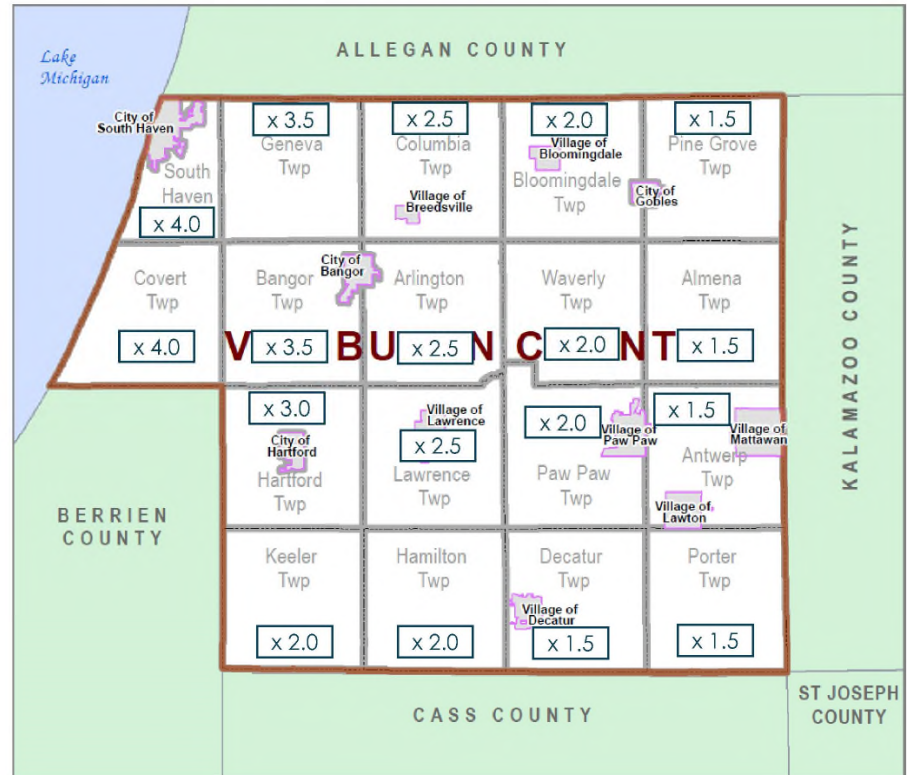 ALLEGAN COUNTY
Lake
Michigan
City of
South Haven
x 3.5
Geneva
Twp
x 2.5
Columbia
Twp
x 2.0
Village of
Bloomingdale
Bloomingdale
Twp
x 1.5
Pine Grove
Twp
South
Haven
x 4.0
Village of
Breedsville
City of
Gobles
Covert
Twp
x 4.0
Bangor
Twp
City of
Bangor
Arlington
Twp
Waverly
Twp
Almena
Twp
V x 3.5 BU x 2.5 N C x 2.0 NT x 1.5
KALAMAZOO COUNTY
x 3.0
City of
Hartford
Hartford
Twp
Village of
Lawrence
x 2.5
Lawrence
Twp
x 2.0
Village of
Paw Paw
Paw Paw
Twp
x 1.5
Village of
Mattawan
Antwerp
Twp
Village of
Lawton
BERRIEN
COUNTY
Keeler
Twp
x 2.0
Hamilton
Twp
x 2.0
Decatur
Twp
Village of
Decatur
x 1.5
Porter
Twp
x 1.5
CASS COUNTY
ST JOSEPH
COUNTY